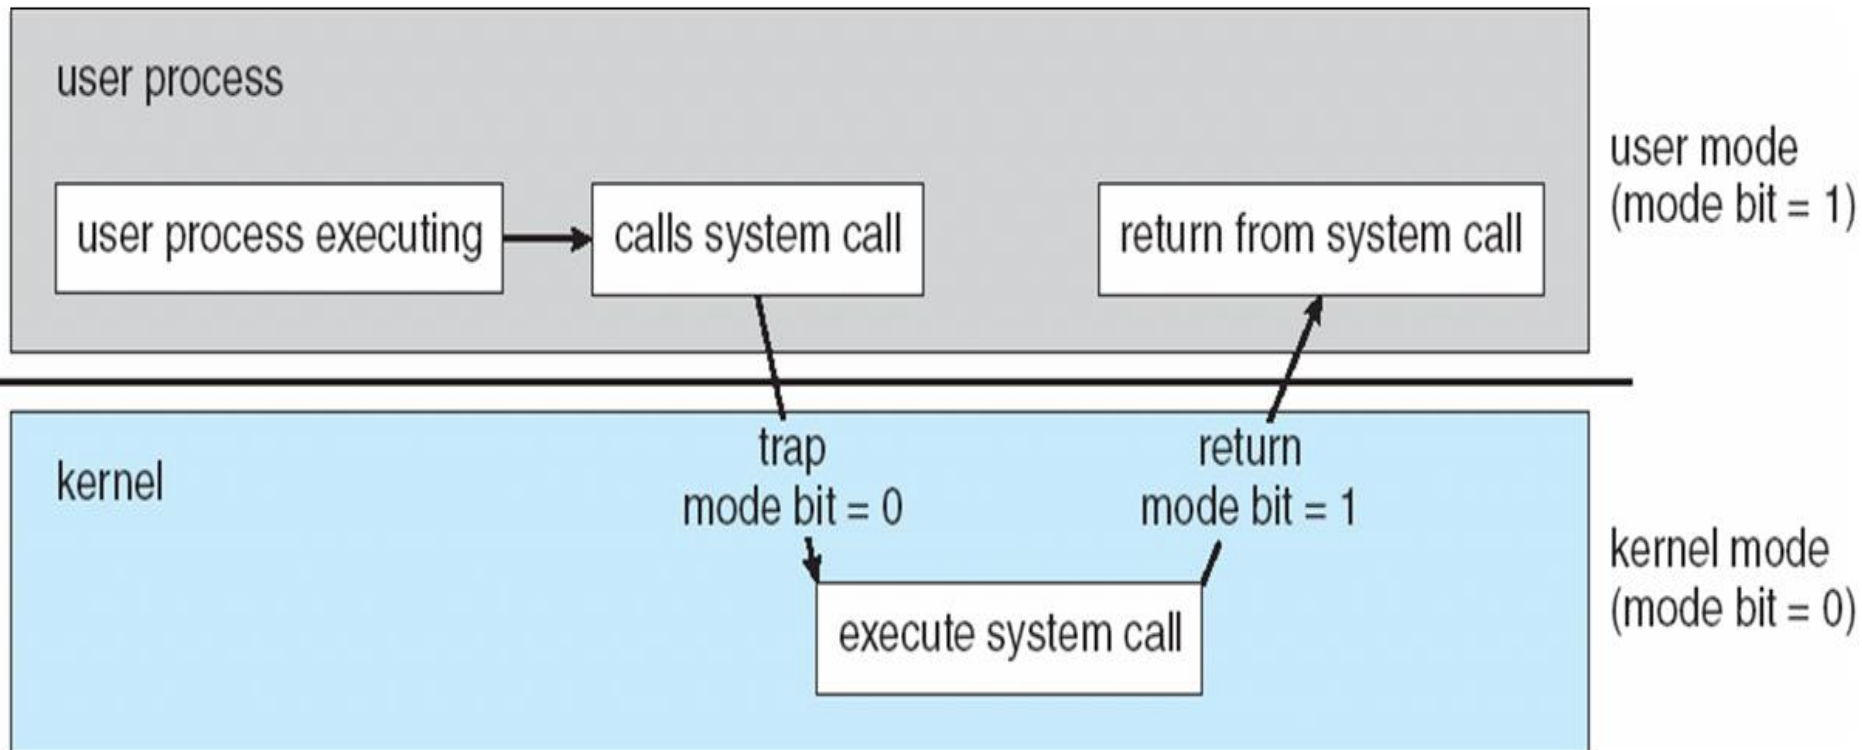 user process
user process executing
calls system call
return from system call
user mode
(mode bit = 1)
kernel
trap
mode bit = 0
return
mode bit = 1
execute system call
kernel mode
(mode bit = 0)